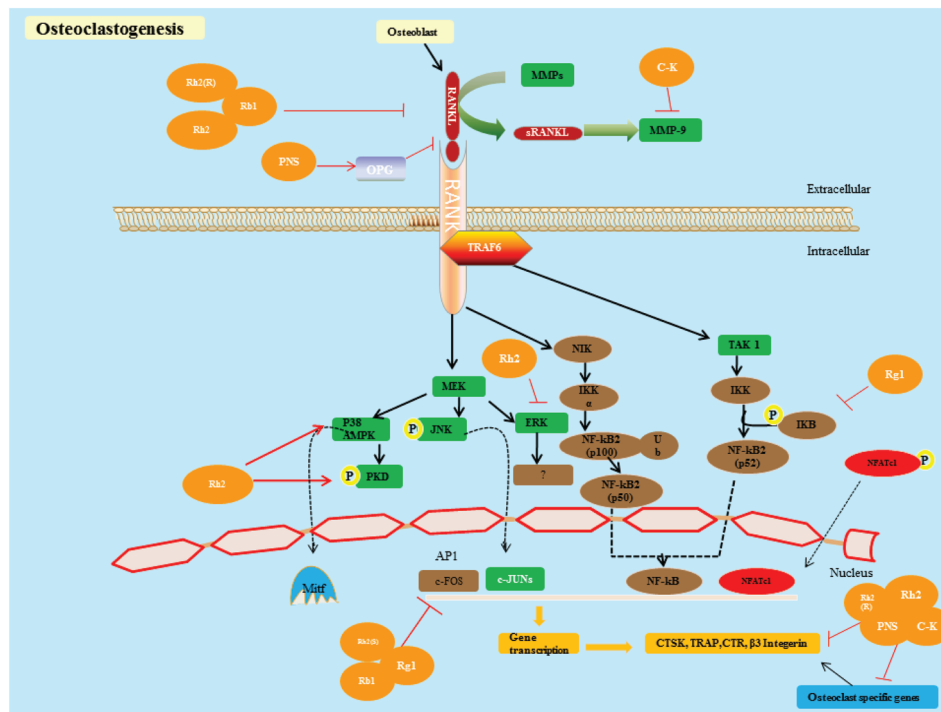 Osteoclastogenesis
Osteoblast
Rh2(R)
Rh1
Rh2
RANKL
MMPs
C-K
sRANKL
MMP-9
PNS
OPG
RANK
Extracellular
TRAF6
Intracellular
Rh2
NIK
TAK 1
Rg1
MEK
IKK
α
IKK
P
IKB
P38
AMPK
P
JNK
ERK
NF-kB2
(p100)
U
b
NF-kB2
(p52)
NFATc1
P
Rh2
P
PKD
?
NF-kB2
(p50)
AP1
Nucleus
Mitf
c-FOS
c-JUNs
NF-kB
NFATc1
Rh2
(R)
Rh2
PNS
C-K
Rh2(S)
Rg1
Rb1
Gene
transcription
CTSK, TRAP,CTR, β3 Integerin
Osteoclast specific genes